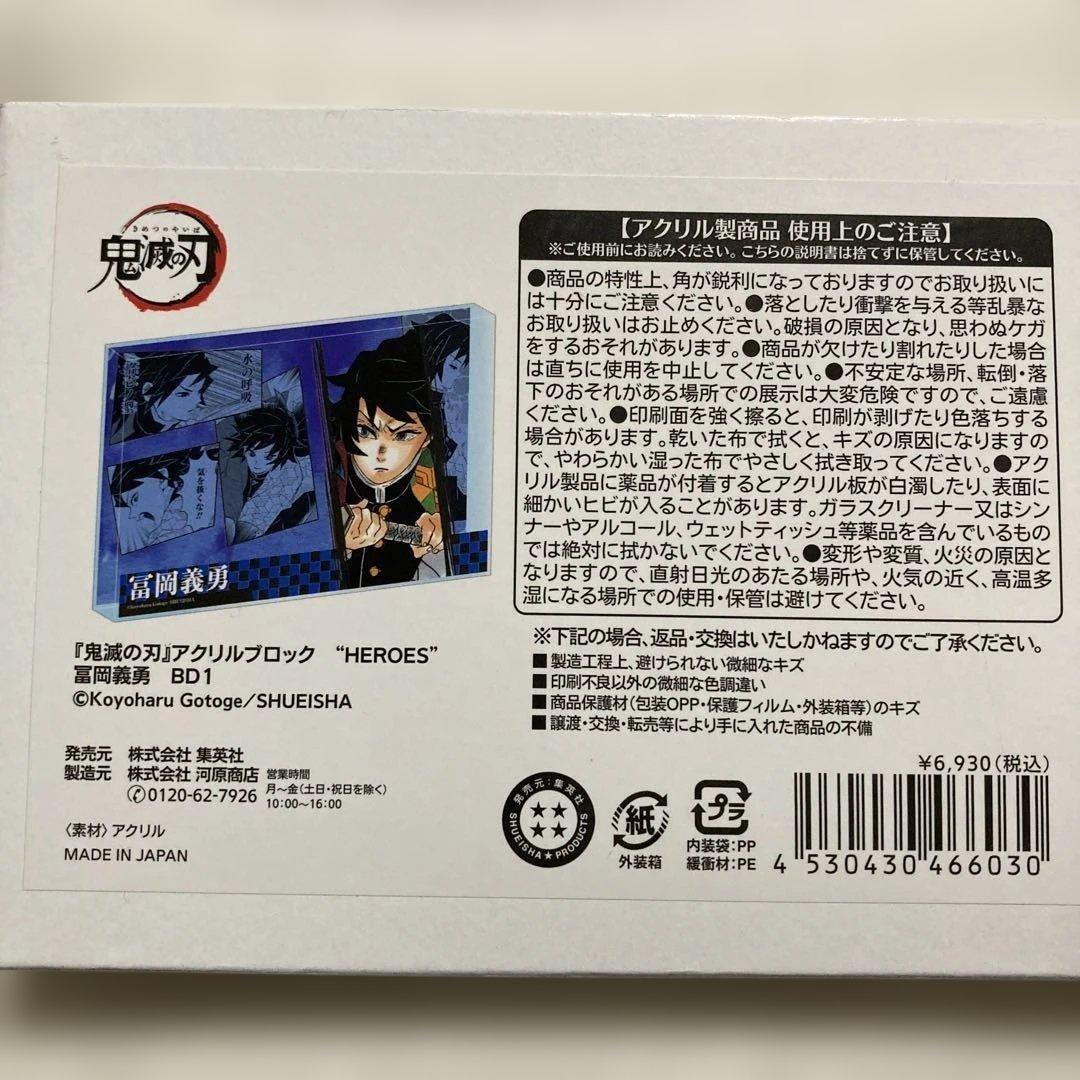 きめつのやいば
鬼滅の刃
水の呼吸
気を抜くな!!
冨岡義勇
©Koyoharu Gotoge/SHUEISHA
『鬼滅の刃』アクリルブロック “HEROES”
冨岡義勇 BD1
©Koyoharu Gotoge/SHUEISHA
発売元 株式会社 集英社
製造元 株式会社 河原商店
0120-62-7926
営業時間
月～金(土日・祝日を除く)
10:00～16:00
〈素材〉アクリル
MADE IN JAPAN
【アクリル製商品 使用上のご注意】
※ご使用前にお読みください。こちらの説明書は捨てずに保管してください。
●商品の特性上、角が鋭利になっておりますのでお取り扱いに
は十分にご注意ください。●落としたり衝撃を与える等乱暴な
お取り扱いはお止めください。破損の原因となり、思わぬケガ
をするおそれがあります。●商品が欠けたり割れたりした場合
は直ちに使用を中止してください。●不安定な場所、転倒・落
下のおそれがある場所での展示は大変危険ですので、ご遠慮
ください。●印刷面を強く擦ると、印刷が剥げたり色落ちする
場合があります。乾いた布で拭くと、キズの原因になりますの
で、やわらかい湿った布でやさしく拭き取ってください。●アク
リル製品に薬品が付着するとアクリル板が白濁したり、表面に
細かいヒビが入ることがあります。ガラスクリーナー又はシン
ナーやアルコール、ウェットティッシュ等薬品を含んでいるもの
では絶対に拭かないでください。●変形や変質、火災の原因と
なりますので、直射日光のあたる場所や、火気の近く、高温多
湿になる場所での使用・保管は避けてください。
※下記の場合、返品・交換はいたしかねますのでご了承ください。
■製造工程上、避けられない微細なキズ
■印刷不良以外の微細な色調違い
■商品保護材(包装OPP・保護フィルム・外装箱等)のキズ
■譲渡・交換・転売等により手に入れた商品の不備
¥6,930(税込)
発売元：集英社
SHUEISHA★PRODUCTS
紙
外装箱
プラ
内装袋:PP
緩衝材:PE
4 530430 466030